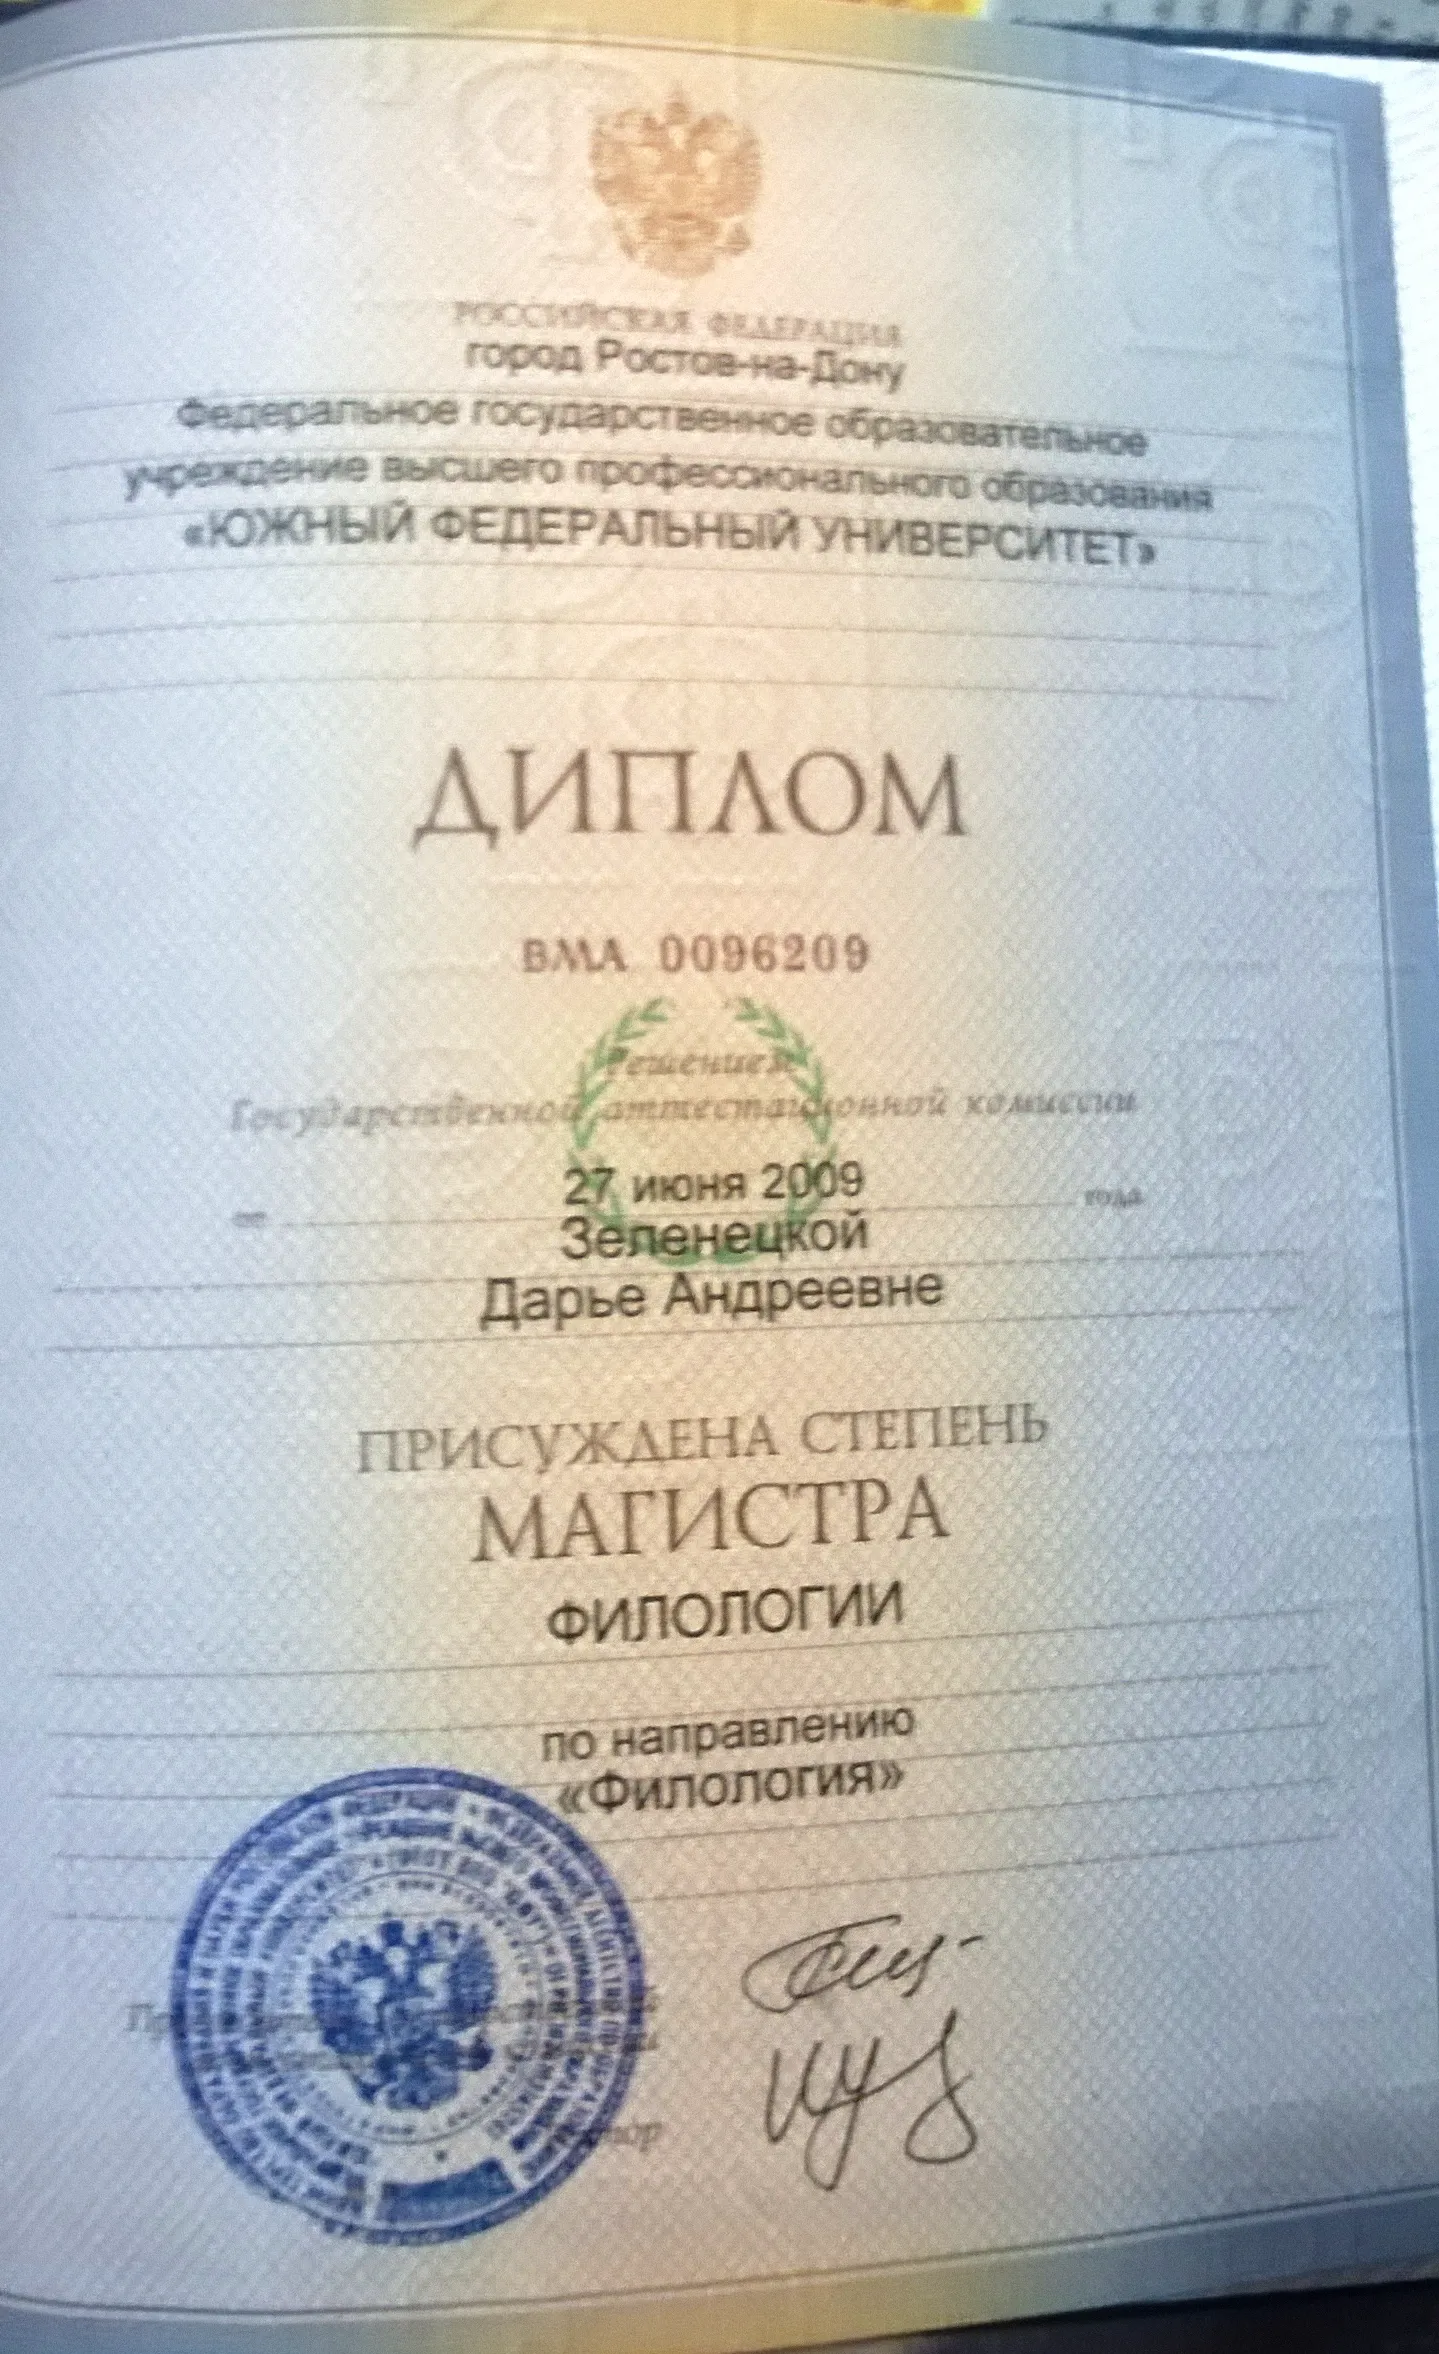 РОССИЙСКАЯ ФЕДЕРАЦИЯ
город Ростов-на-Дону
Федеральное государственное образовательное
учреждение высшего профессионального образования
«ЮЖНЫЙ ФЕДЕРАЛЬНЫЙ УНИВЕРСИТЕТ»
ДИПЛОМ
ВМА 0096209
Решением
Государственной аттестационной комиссии
от 27 июня 2009 года
Зеленецкой
Дарье Андреевне
ПРИСУЖДЕНА СТЕПЕНЬ
МАГИСТРА
ФИЛОЛОГИИ
по направлению
«Филология»